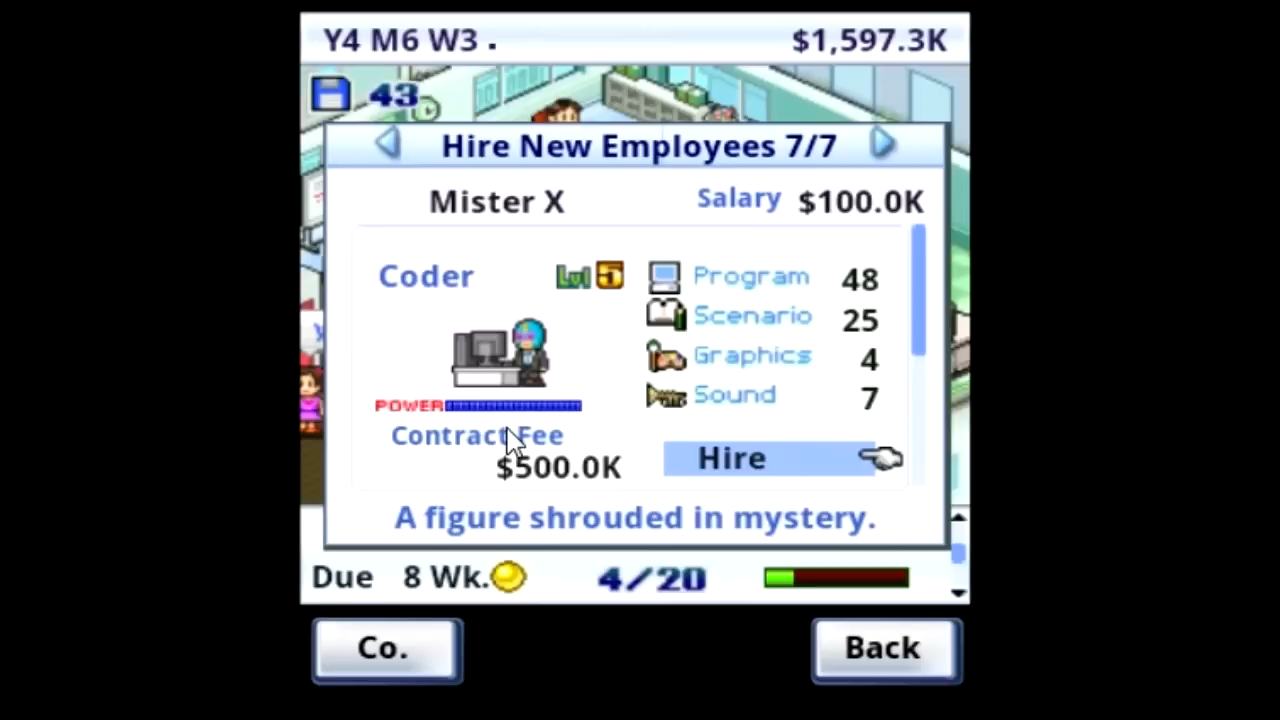 Y4 M6 W3 . $1,597.3K
43
Hire New Employees 7/7
Mister X Salary $100.0K
Coder Lvl 5 Program 48
Scenario 25
Graphics 4
Sound 7
POWER
Contract Fee
$500.0K Hire
A figure shrouded in mystery.
Due 8 Wk. 4/20
Co. Back